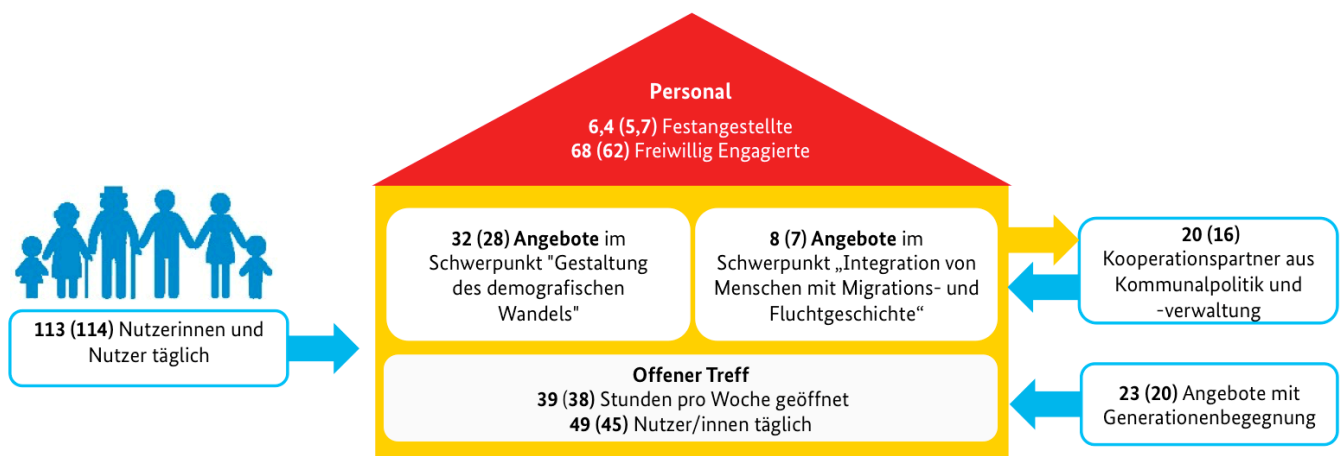 Personal
6,4 (5,7) Festangestellte
68 (62) Freiwillig Engagierte
32 (28) Angebote im
Schwerpunkt "Gestaltung
des demografischen
Wandels"
8 (7) Angebote im
Schwerpunkt „Integration von
Menschen mit Migrations- und
Fluchtgeschichte“
20 (16)
Kooperationspartner aus
Kommunalpolitik und
-verwaltung
113 (114) Nutzerinnen und
Nutzer täglich
Offener Treff
39 (38) Stunden pro Woche geöffnet
49 (45) Nutzer/innen täglich
23 (20) Angebote mit
Generationenbegegnung